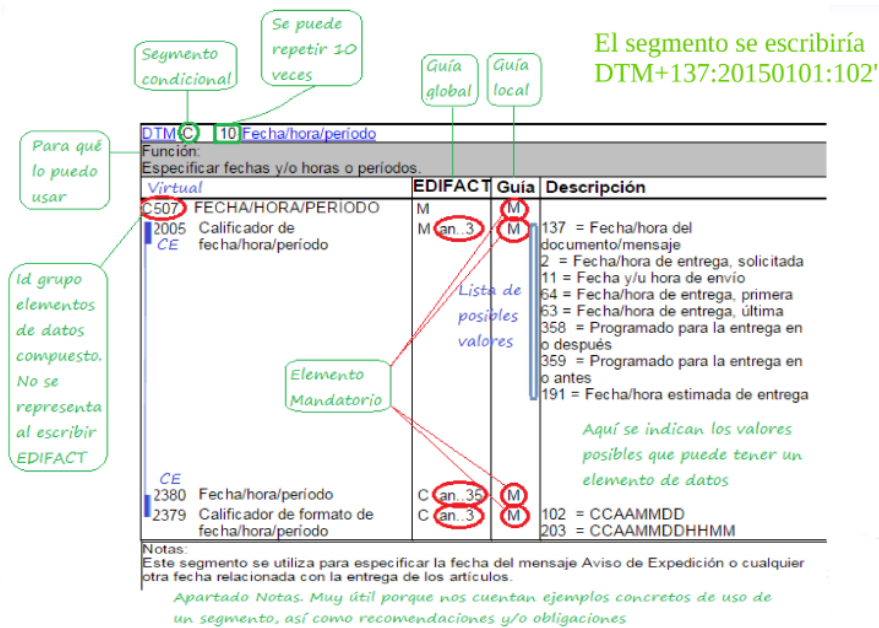 Se puede
repetir 10
veces
El segmento se escribiría
DTM+137:20150101:102'
Segmento
condicional
Guía
global
Guía
local
Para qué
lo puedo
usar
DTM C 10 Fecha/hora/período
Función:
Especificar fechas y/o horas o períodos.
Virtual EDIFACT Guía Descripción
C507 FECHA/HORA/PERIODO M M
2005 Calificador de M an..3 M 137 = Fecha/hora del
CE fecha/hora/período documento/mensaje
2 = Fecha/hora de entrega, solicitada
11 = Fecha y/u hora de envío
64 = Fecha/hora de entrega, primera
63 = Fecha/hora de entrega, última
358 = Programado para la entrega en
o después
359 = Programado para la entrega en
o antes
191 = Fecha/hora estimada de entrega
Lista de
posibles
valores
Id grupo
elementos
de datos
compuesto.
No se
representa
al escribir
EDIFACT
Elemento
Mandatorio
Aquí se indican los valores
posibles que puede tener un
elemento de datos
CE
2380 Fecha/hora/período C an..35 M
2379 Calificador de formato de C an..3 M 102 = CCAAMMDD
fecha/hora/período 203 = CCAAMMDDHHMM
Notas:
Este segmento se utiliza para especificar la fecha del mensaje Aviso de Expedición o cualquier
otra fecha relacionada con la entrega de los artículos.
Apartado Notas. Muy útil porque nos cuentan ejemplos concretos de uso de
un segmento, así como recomendaciones y/o obligaciones